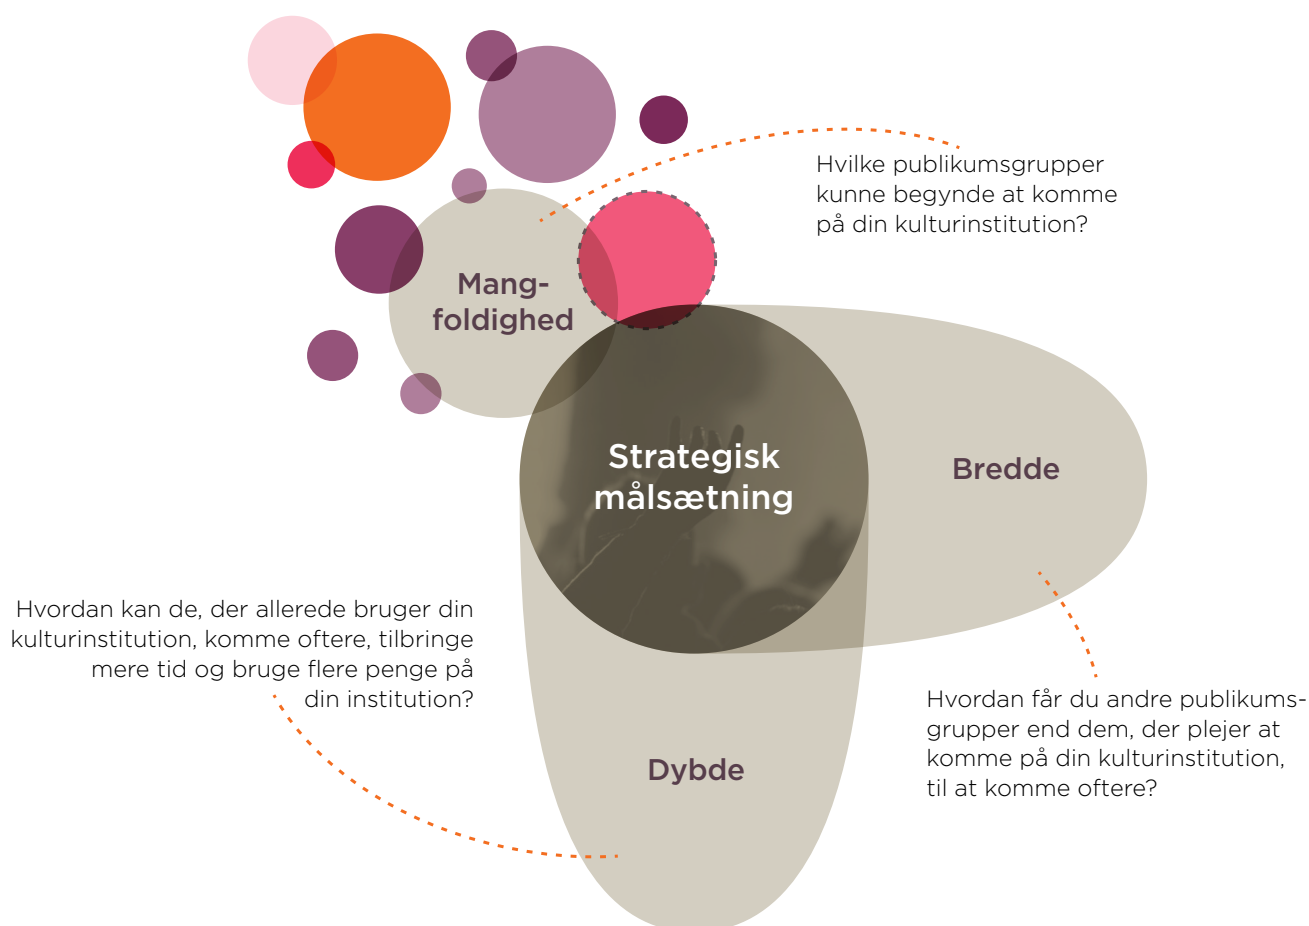 Hvilke publikumsgrupper
kunne begynde at komme
på din kulturinstitution?
Mang-
foldighed
Strategisk
målsætning
Bredde
Hvordan kan de, der allerede bruger din
kulturinstitution, komme oftere, tilbringe
mere tid og bruge flere penge på
din institution?
Hvordan får du andre publikums-
grupper end dem, der plejer at
komme på din kulturinstitution,
til at komme oftere?
Dybde